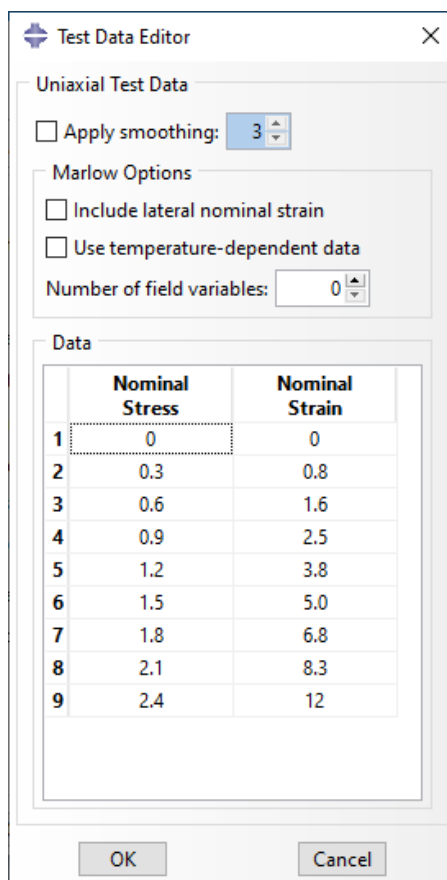 Test Data Editor
Uniaxial Test Data
Apply smoothing: 3
Marlow Options
Include lateral nominal strain
Use temperature-dependent data
Number of field variables: 0
Data
Nominal Stress Nominal Strain
1 0 0
2 0.3 0.8
3 0.6 1.6
4 0.9 2.5
5 1.2 3.8
6 1.5 5.0
7 1.8 6.8
8 2.1 8.3
9 2.4 12
OK Cancel